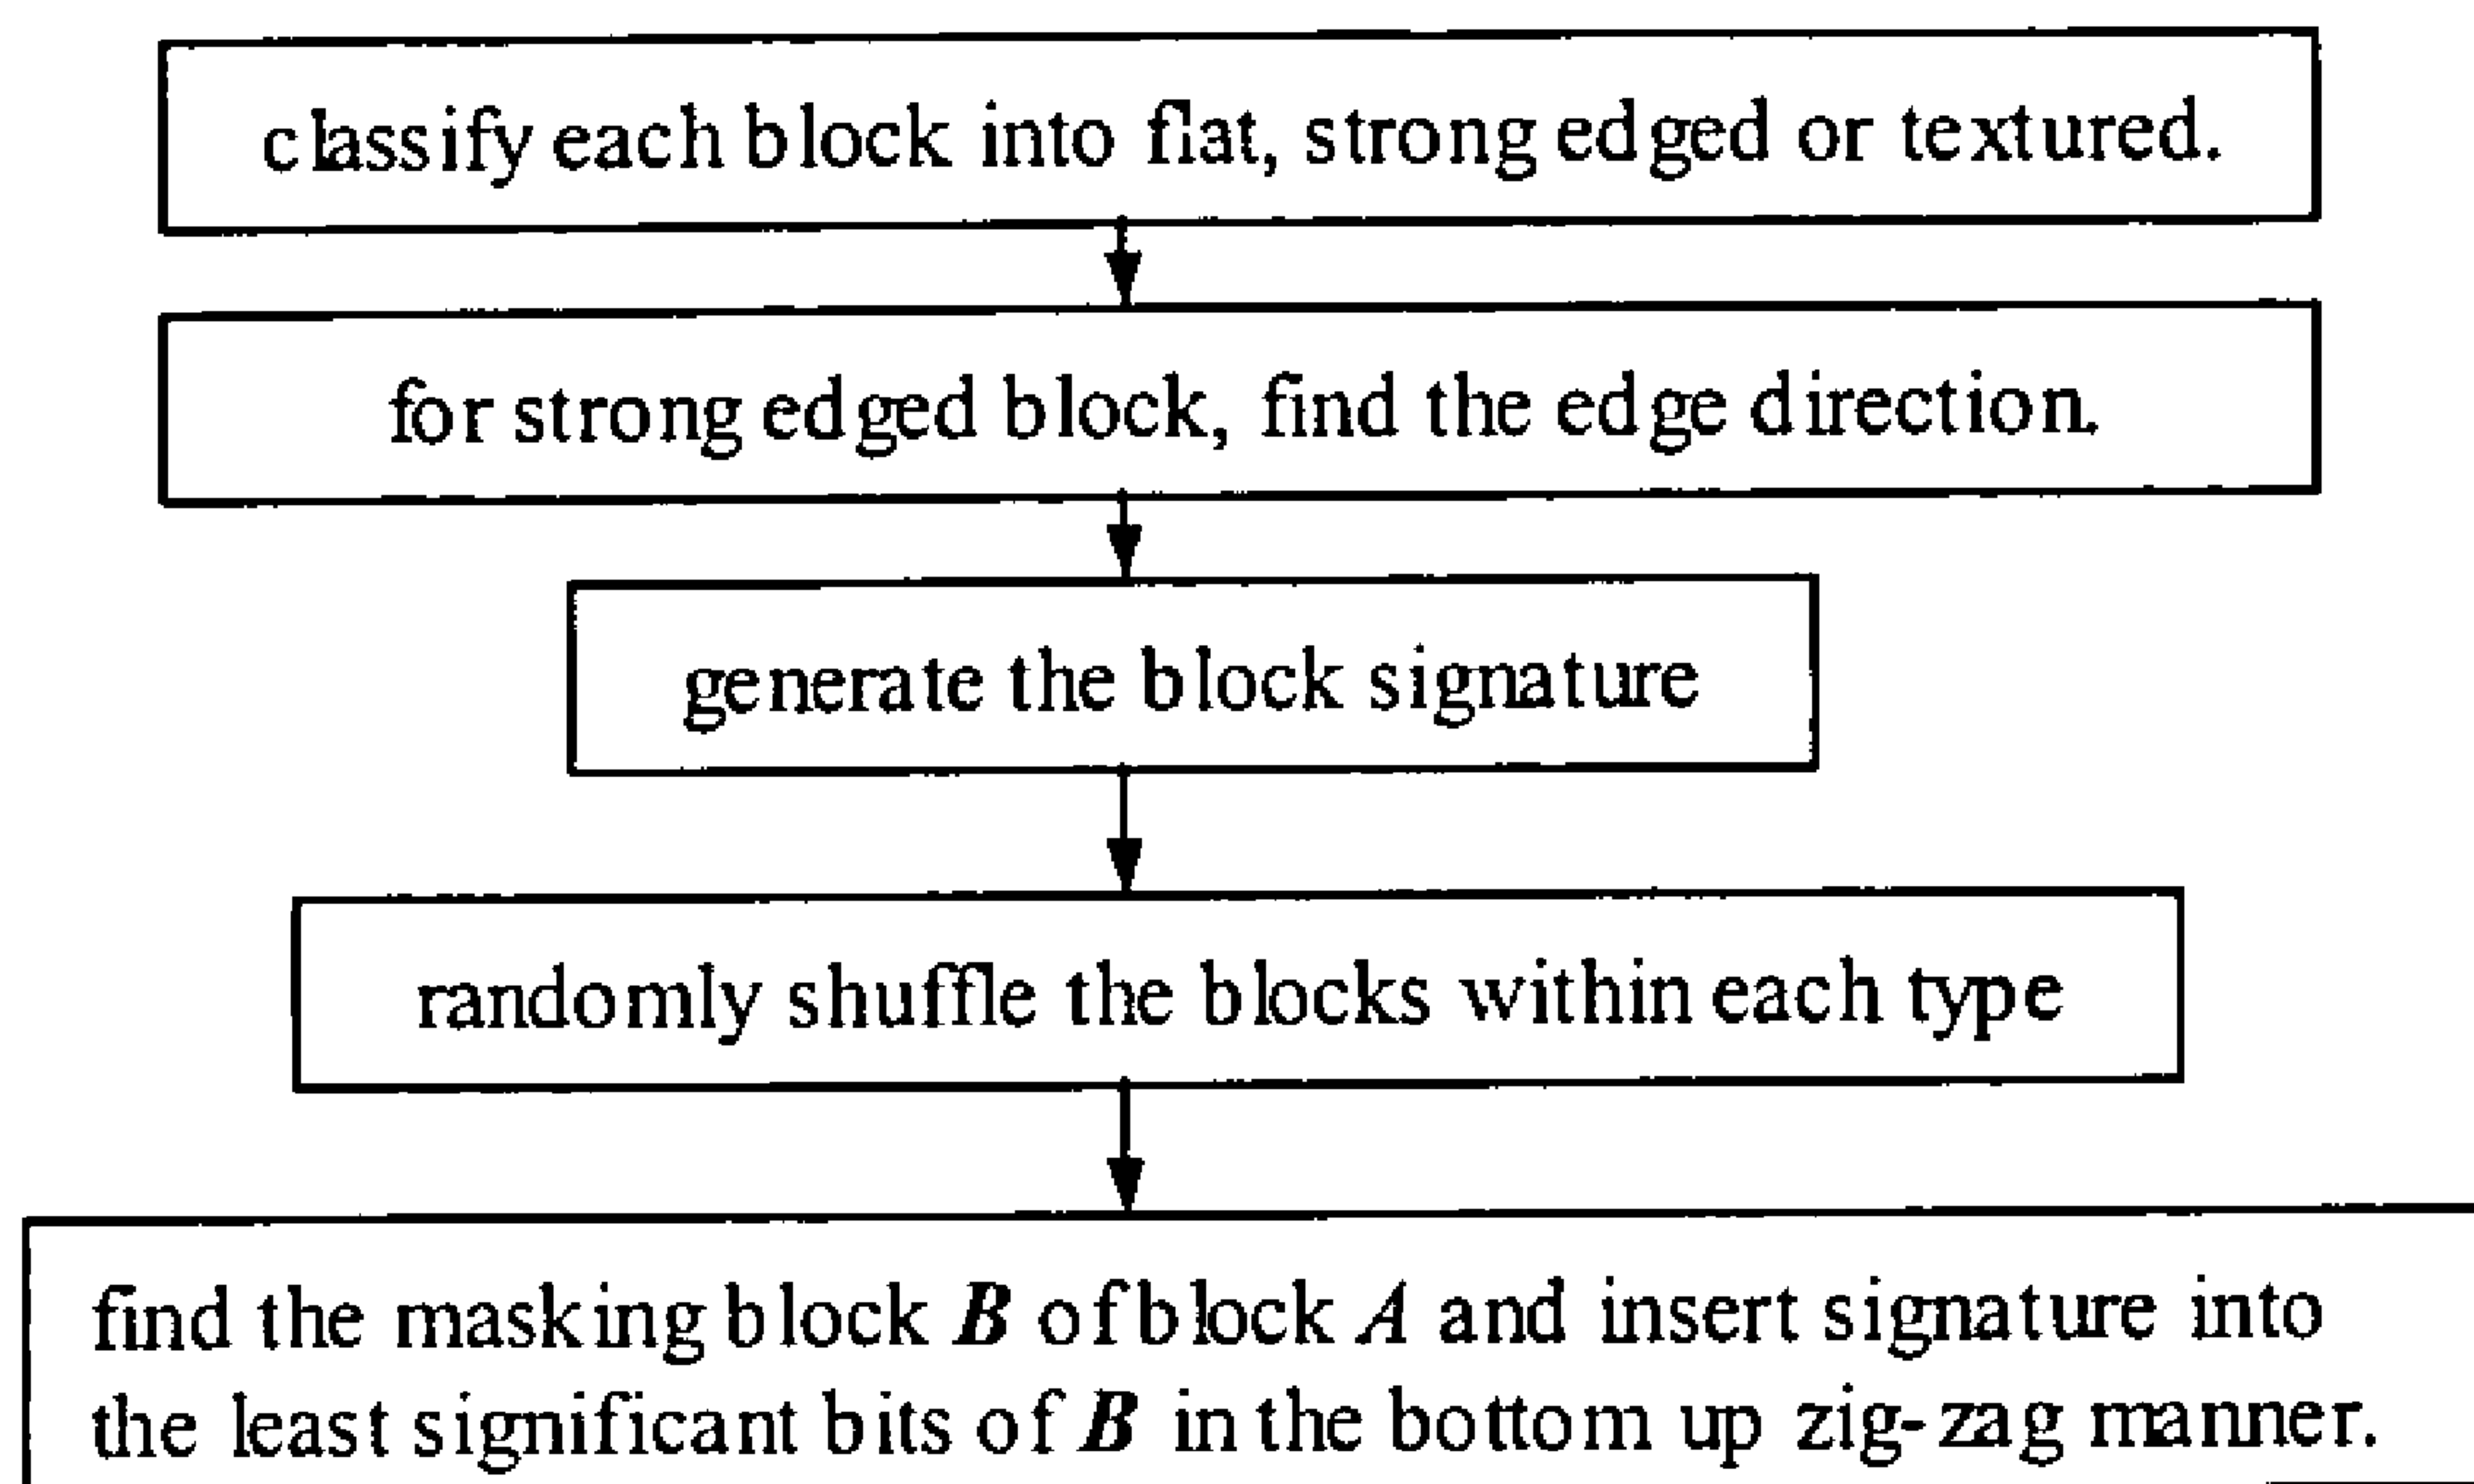 classify each block into flat, strong edged or textured.
for strong edged block, find the edge direction.
generate the block signature
randomly shuffle the blocks within each type
find the masking block B of block A and insert signature into
the least significant bits of B in the bottom up zig-zag manner.